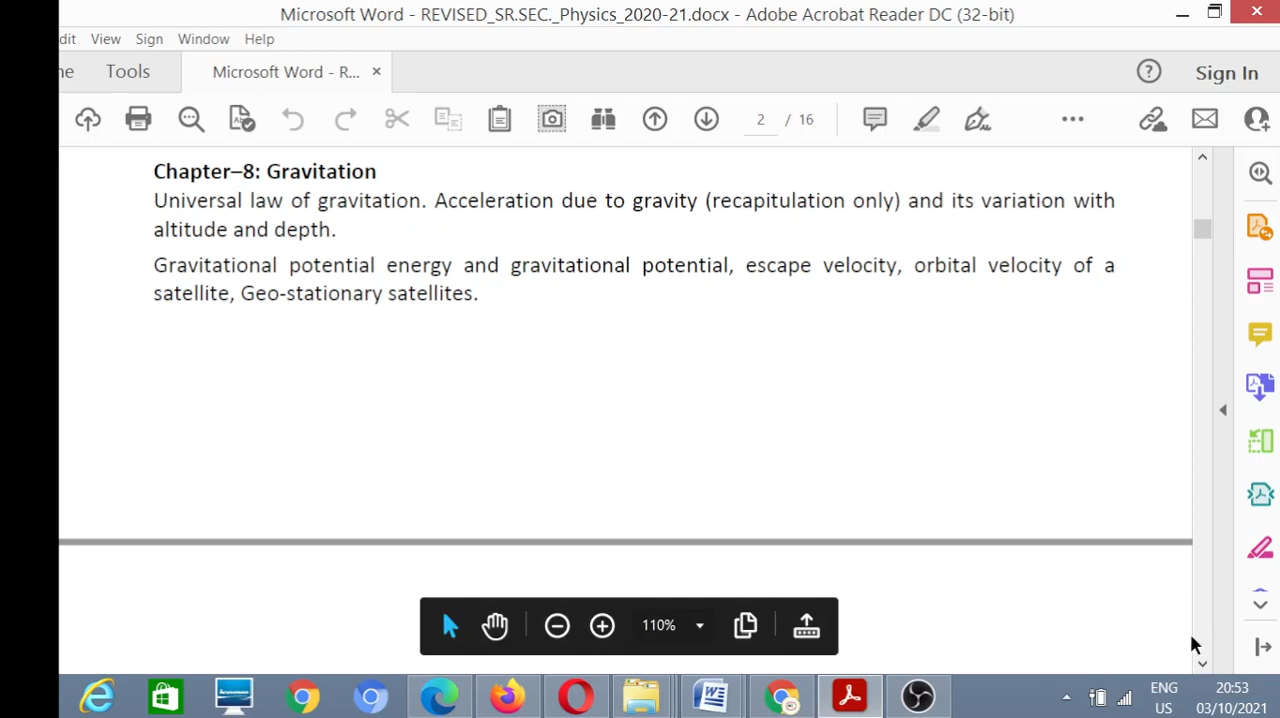 Microsoft Word - REVISED_SR.SEC._Physics_2020-21.docx - Adobe Acrobat Reader DC (32-bit)
dit View Sign Window Help
me Tools Microsoft Word - R... × Sign In
2 / 16
Chapter–8: Gravitation
Universal law of gravitation. Acceleration due to gravity (recapitulation only) and its variation with
altitude and depth.
Gravitational potential energy and gravitational potential, escape velocity, orbital velocity of a
satellite, Geo-stationary satellites.
110%
ENG 20:53
US 03/10/2021